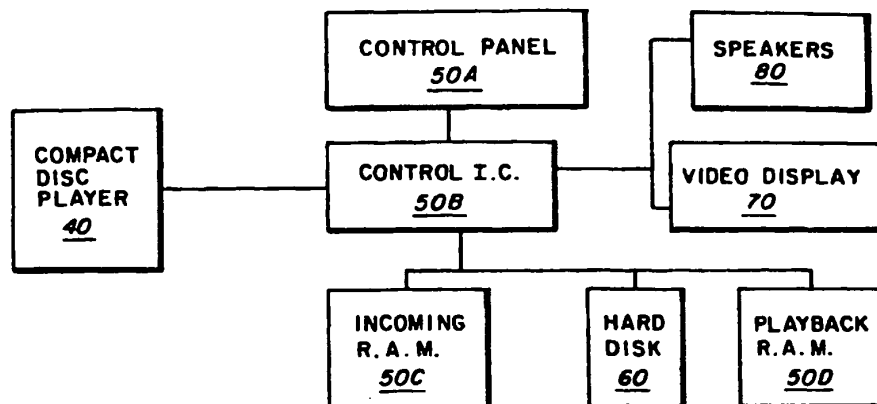 CONTROL PANEL
50A
SPEAKERS
80
COMPACT
DISC
PLAYER
40
CONTROL I.C.
50B
VIDEO DISPLAY
70
INCOMING
R.A.M.
50C
HARD
DISK
60
PLAYBACK
R.A.M.
50D